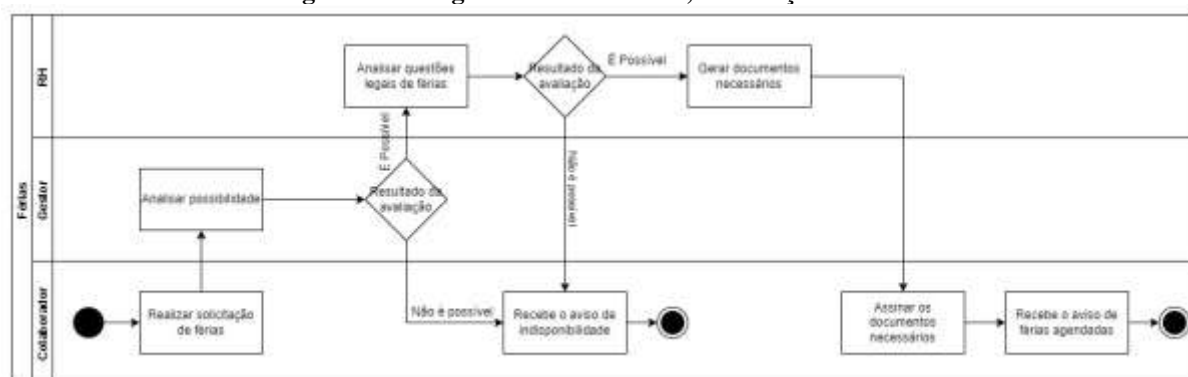 Férias
RH
Analisar questões
legais de férias
Resultado da
avaliação
É Possível
Gerar documentos
necessários
Gestor
Analisar possibilidade
É Possível
Resultado da
avaliação
Não é possível
Colaborador
Realizar solicitação
de férias
Não é possível
Recebe o aviso de
indisponibilidade
Assinar os
documentos
necessários
Recebe o aviso de
férias agendadas